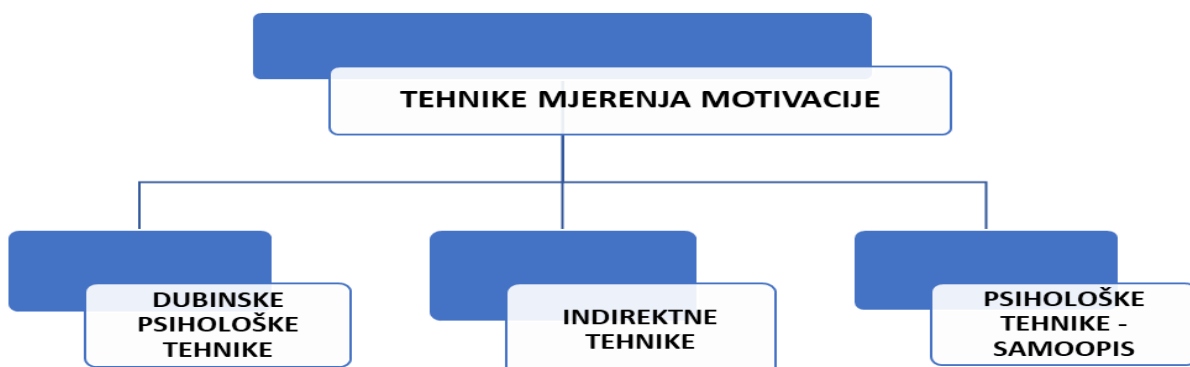 TEHNIKE MJERENJA MOTIVACIJE
DUBINSKE
PSIHOLOŠKE
TEHNIKE
INDIREKTNE
TEHNIKE
PSIHOLOŠKE
TEHNIKE -
SAMOOPIS